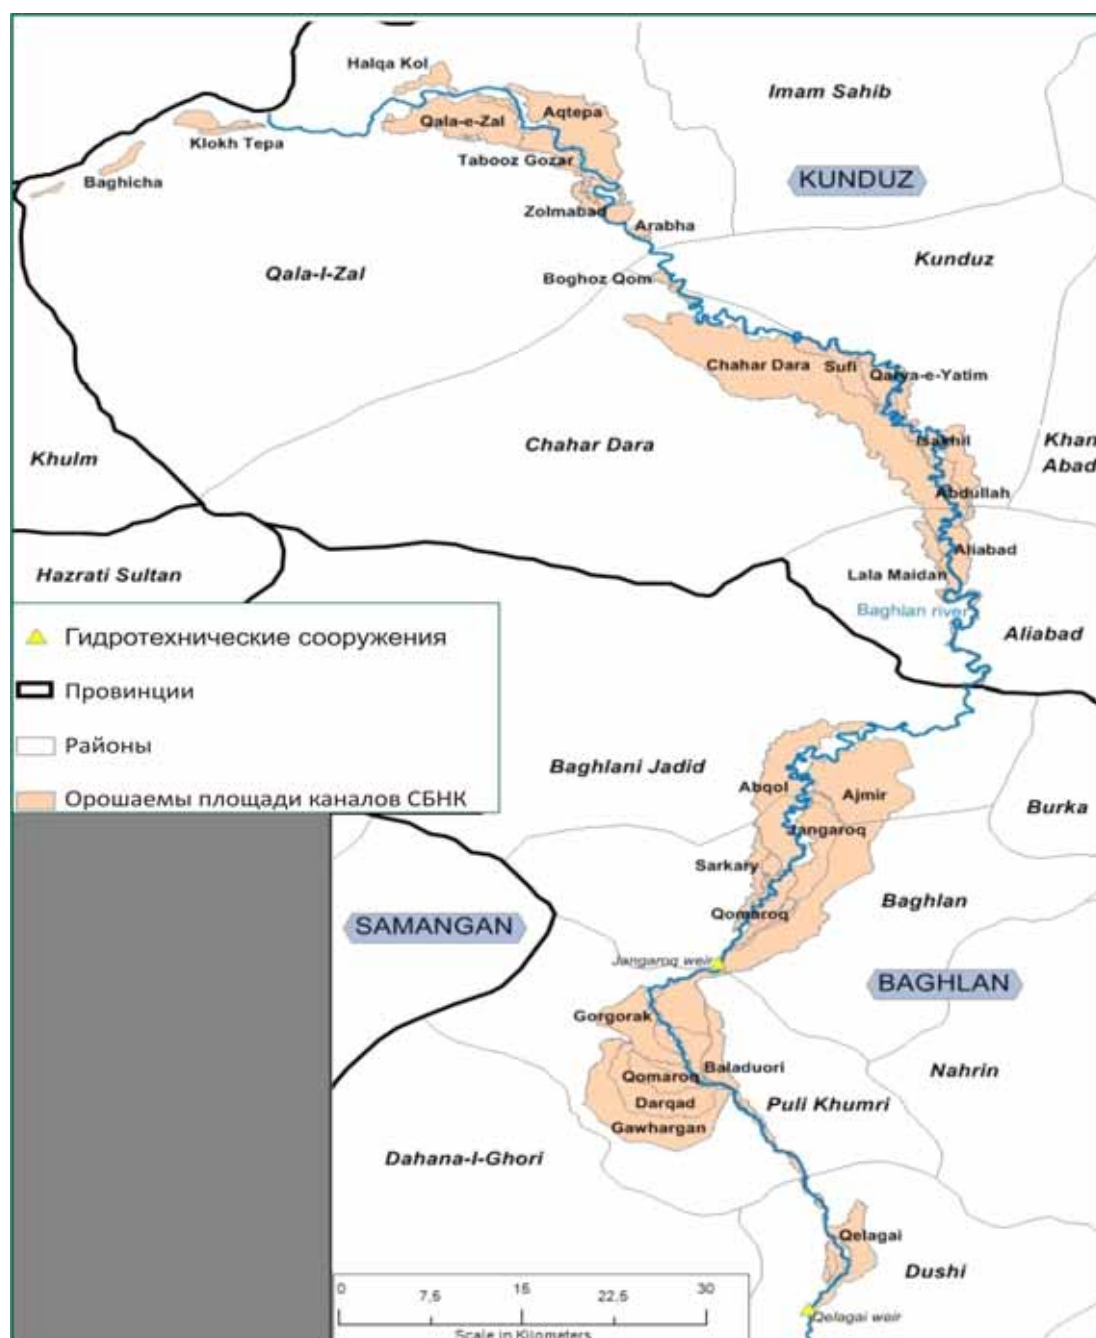 Halqa Kol
Imam Sahib
Aqtepa
Qala-e-Zal
Klokh Tepa
Tabooz Gozar
Baghicha
KUNDUZ
Zolmabad
Arabha
Kunduz
Qala-I-Zal
Boghoz Qom
Chahar Dara
Sufi
Qarya-e-Yatim
Isakhil
Khan
Abad
Chahar Dara
Khulm
Abdullah
Aliabad
Hazrati Sultan
Lala Maidan
Baghlan river
Aliabad
Гидротехнические сооружения
Провинции
Районы
Орошаемы площади каналов СБНК
Baghlani Jadid
Abqol
Ajmir
Burka
Jangaroq
Sarkary
Baghlan
Qomaroq
SAMANGAN
Jangaroq weir
BAGHLAN
Gorgorak
Baladuori
Nahrin
Qomaroq
Darqad
Puli Khumri
Gawhargan
Dahana-I-Ghori
Qelagai
Dushi
0 15 30
7,5 22.5
Qelagai weir
Scale in Kilometers